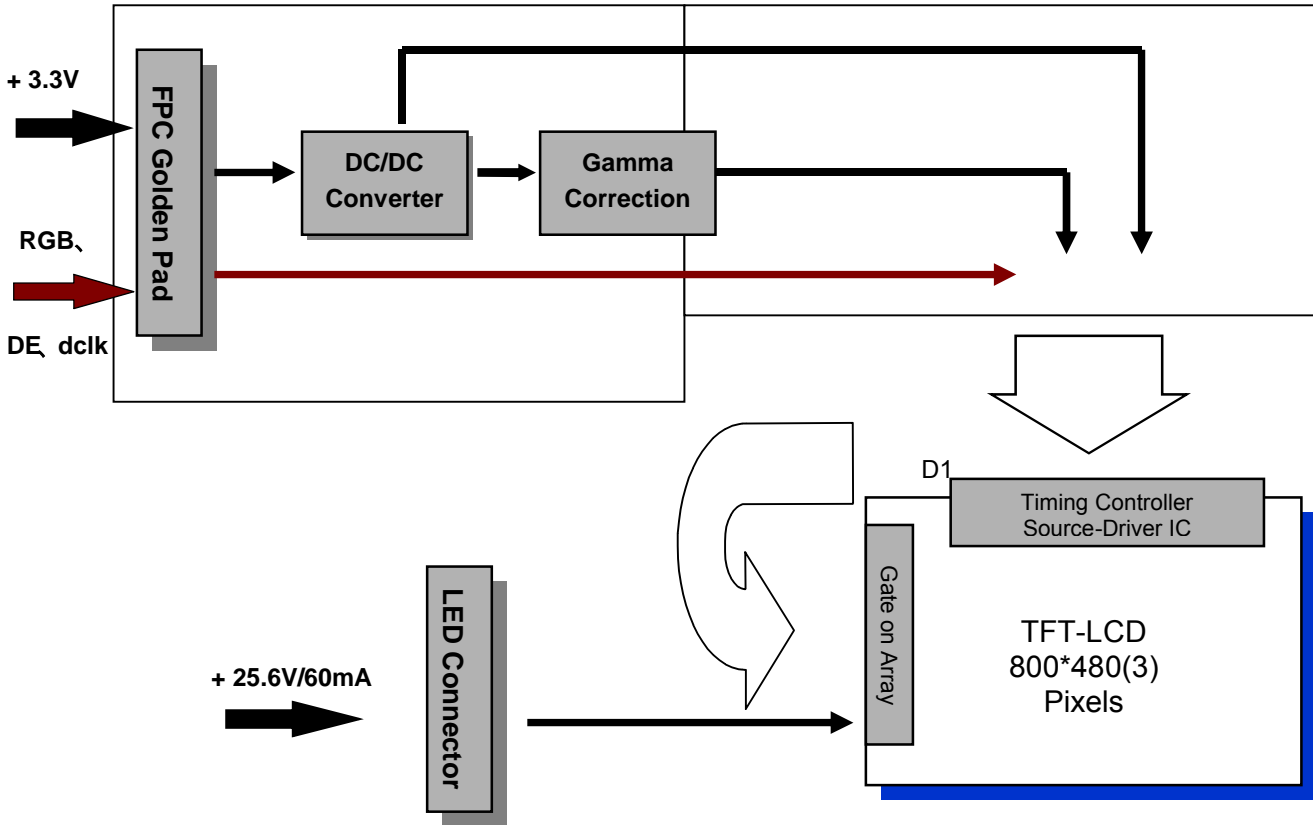 + 3.3V
FPC Golden Pad
DC/DC
Converter
Gamma
Correction
RGB、
DE、dclk
D1
Timing Controller
Source-Driver IC
Gate on Array
TFT-LCD
800*480(3)
Pixels
LED Connector
+ 25.6V/60mA